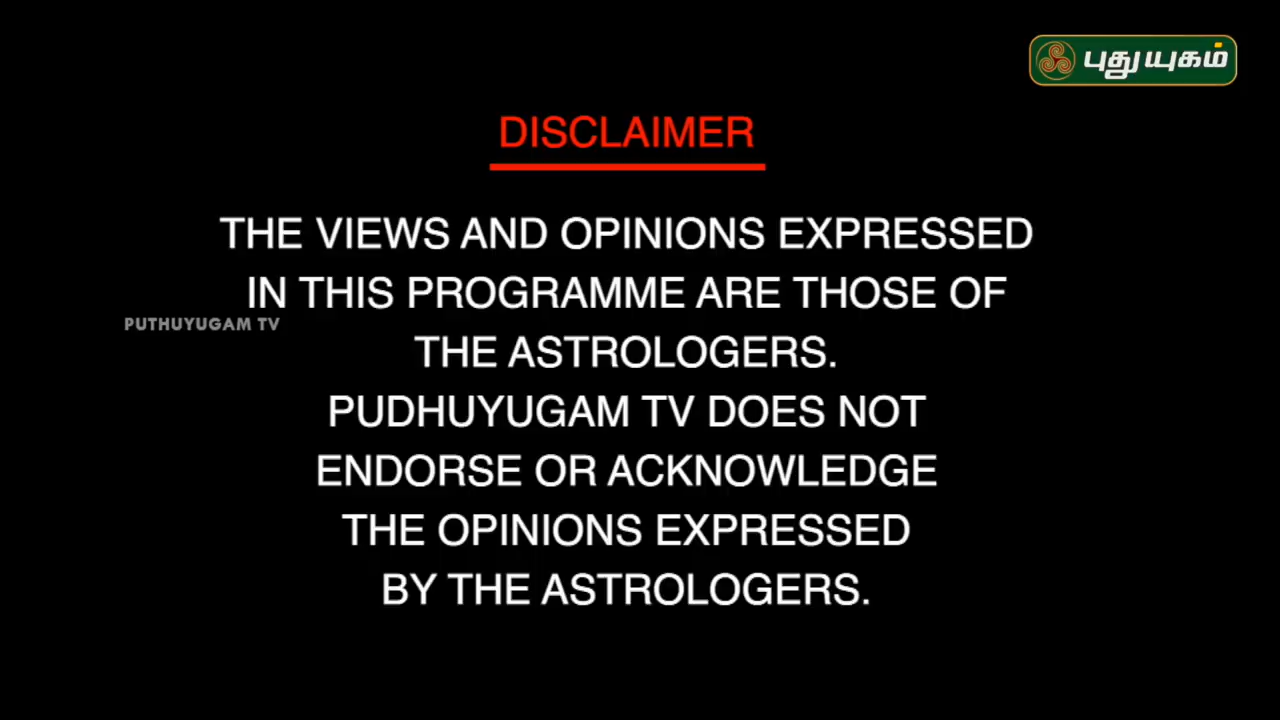 புதுயுகம்
DISCLAIMER
THE VIEWS AND OPINIONS EXPRESSED
IN THIS PROGRAMME ARE THOSE OF
PUTHUYUGAM TV
THE ASTROLOGERS.
PUDHUYUGAM TV DOES NOT
ENDORSE OR ACKNOWLEDGE
THE OPINIONS EXPRESSED
BY THE ASTROLOGERS.